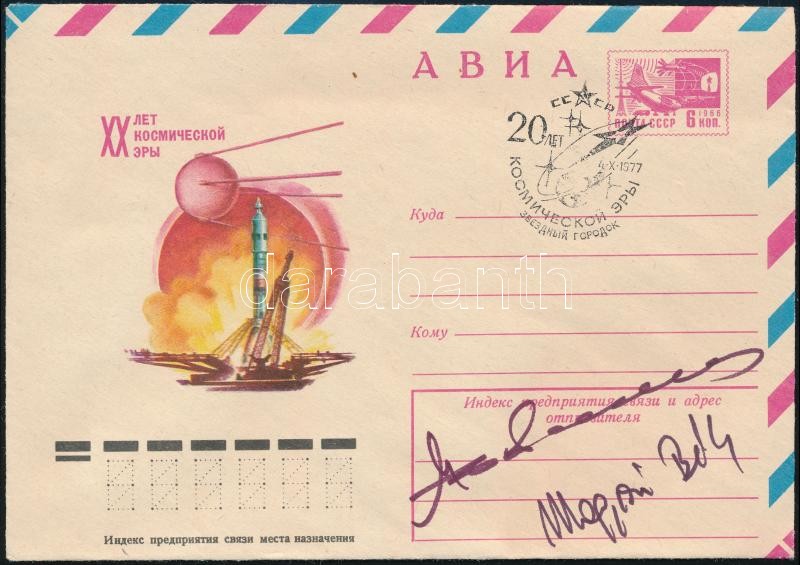 АВИА
XX ЛЕТ
КОСМИЧЕСКОЙ
ЭРЫ
1966
ПОЧТА СССР 6 КОП.
СССР
20 ЛЕТ
4-X-1977
КОСМИЧЕСКОЙ ЭРЫ
ЗВЕЗДНЫЙ ГОРОДОК
Куда
darabanth
Кому
Индекс предприятия связи и адрес
отправителя
Индекс предприятия связи места назначения